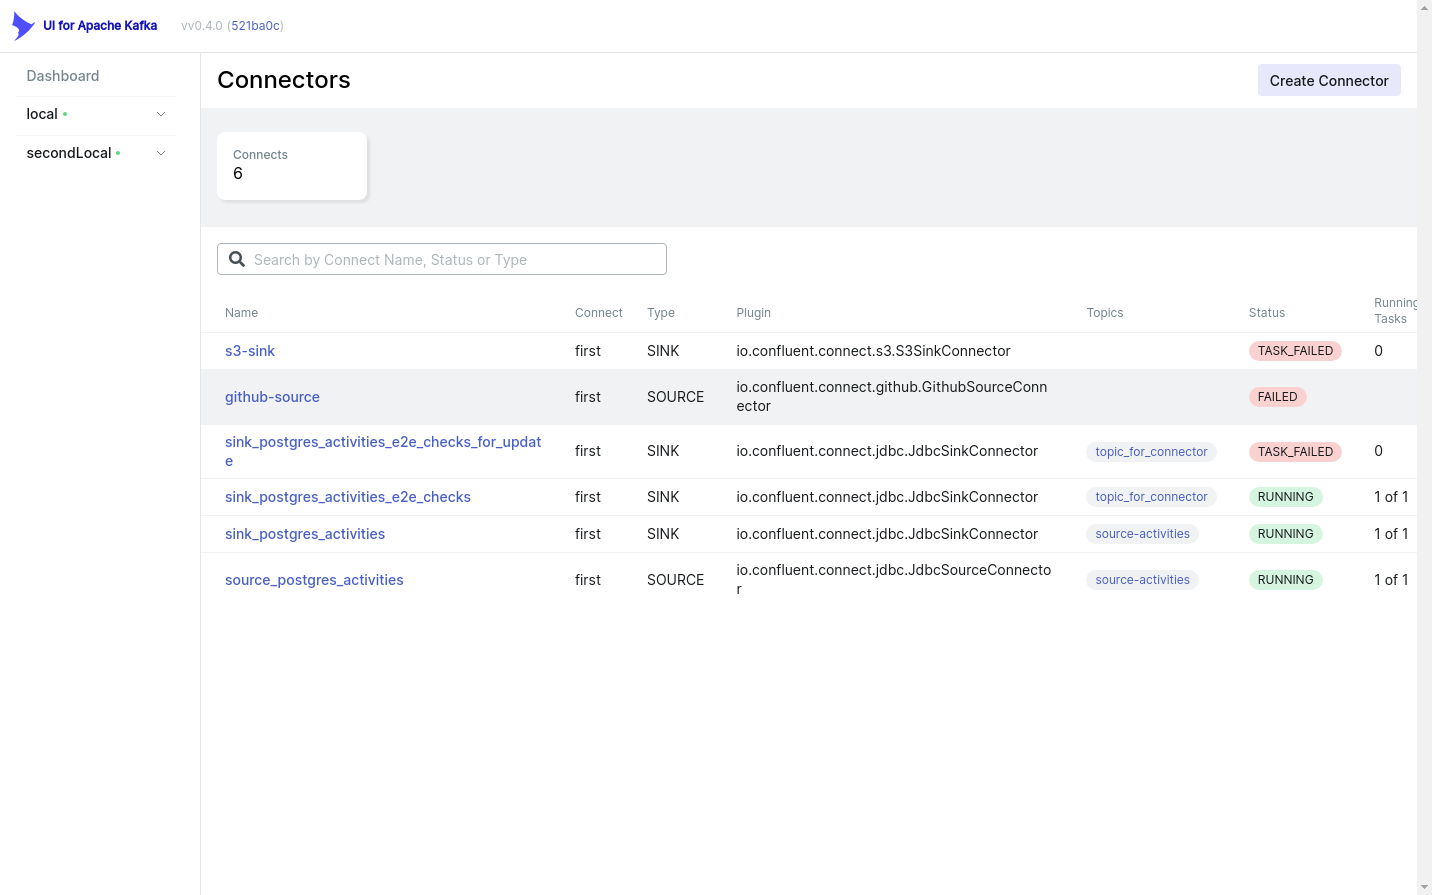 UI for Apache Kafka vv0.4.0 (521ba0c)
Dashboard
local
secondLocal
Connectors
Create Connector
Connects
6
Search by Connect Name, Status or Type
Name Connect Type Plugin Topics Status Running Tasks
s3-sink first SINK io.confluent.connect.s3.S3SinkConnector TASK_FAILED 0
github-source first SOURCE io.confluent.connect.github.GithubSourceConn
ector FAILED
sink_postgres_activities_e2e_checks_for_updat
e first SINK io.confluent.connect.jdbc.JdbcSinkConnector topic_for_connector TASK_FAILED 0
sink_postgres_activities_e2e_checks first SINK io.confluent.connect.jdbc.JdbcSinkConnector topic_for_connector RUNNING 1 of 1
sink_postgres_activities first SINK io.confluent.connect.jdbc.JdbcSinkConnector source-activities RUNNING 1 of 1
source_postgres_activities first SOURCE io.confluent.connect.jdbc.JdbcSourceConnecto
r source-activities RUNNING 1 of 1